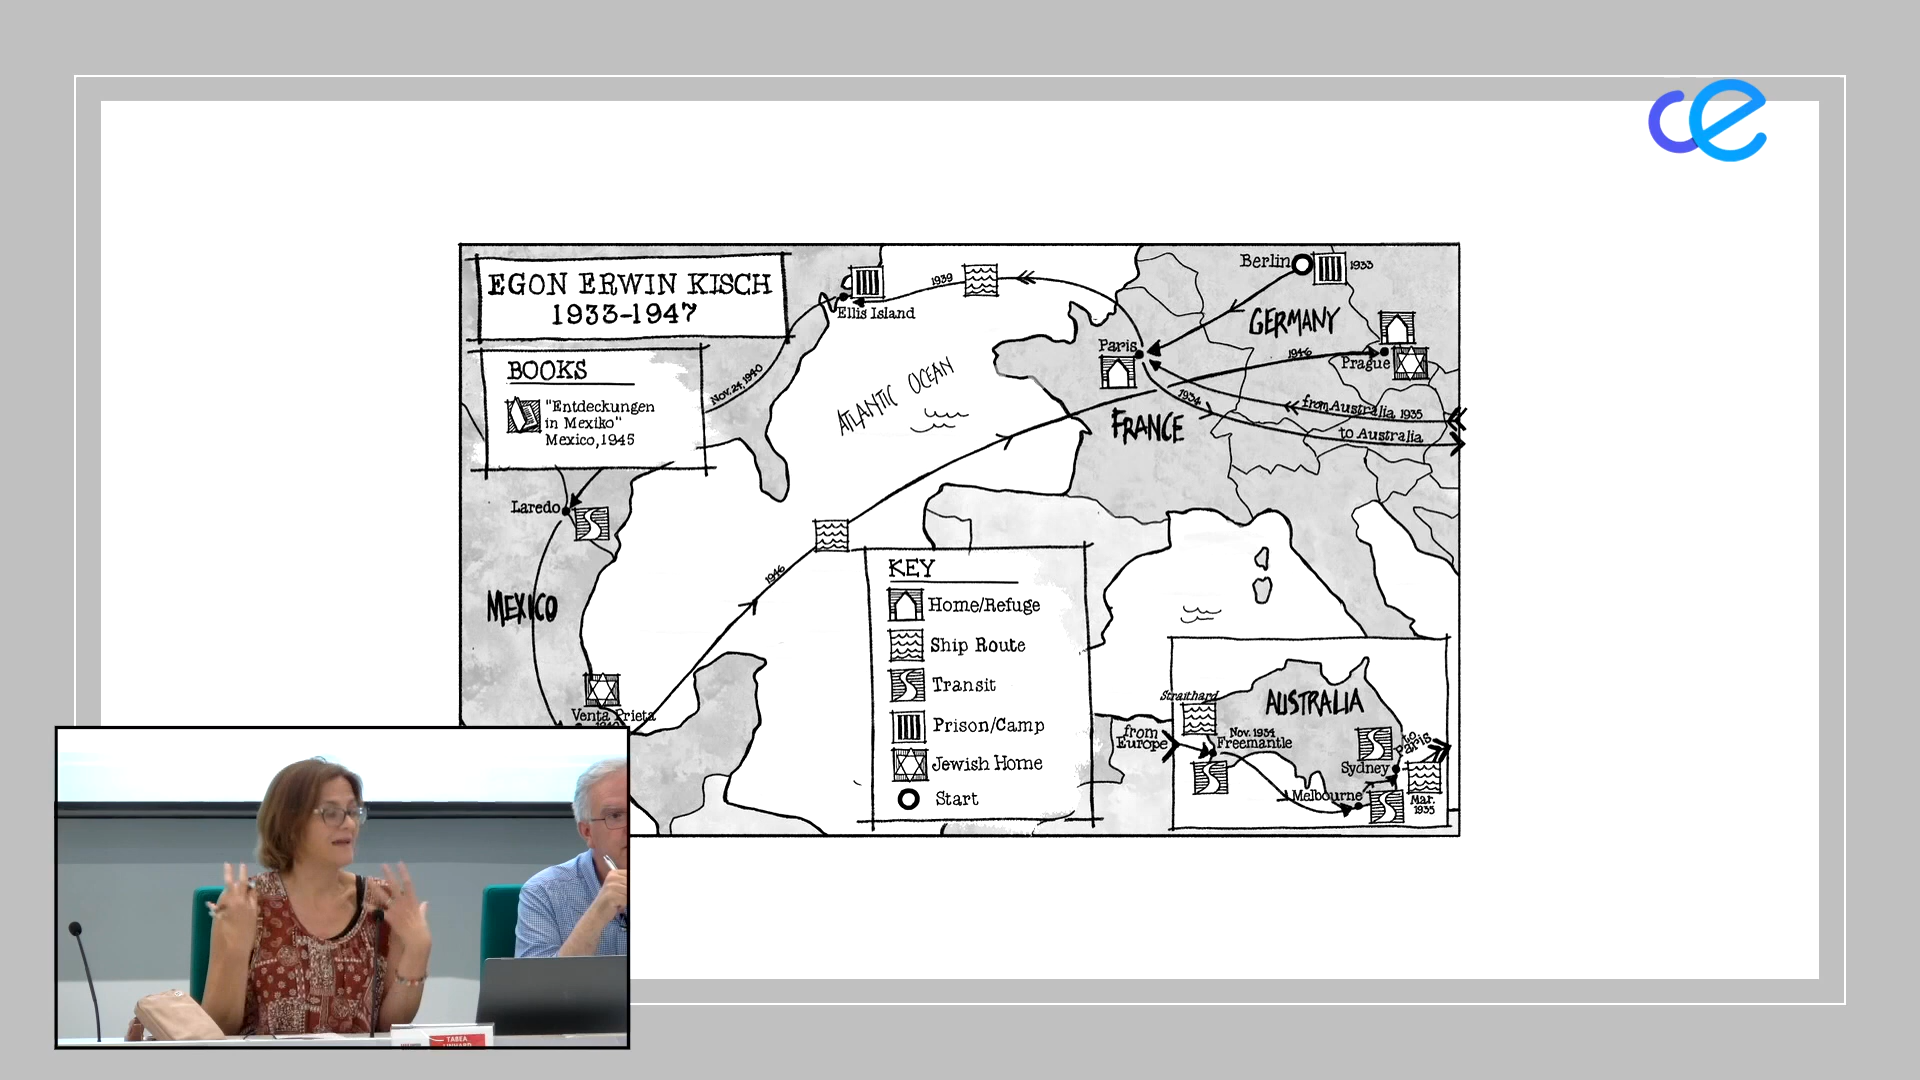 ce
EGON ERWIN KISCH
1933-1947
BOOKS
"Entdeckungen
in Mexiko"
Mexico, 1945
Nov. 24, 1940
Ellis Island
1939
ATLANTIC OCEAN
Berlin
1933
GERMANY
Paris
1946
Prague
1934
from Australia, 1935
to Australia
FRANCE
Laredo
MEXICO
1946
Venta Prieta
KEY
Home/Refuge
Ship Route
Transit
Prison/Camp
Jewish Home
Start
Straithard
AUSTRALIA
from
Europe
Nov. 1934
Freemantle
to
Paris
Sydney
Melbourne
Mar.
1935
TABEA
LINHARD